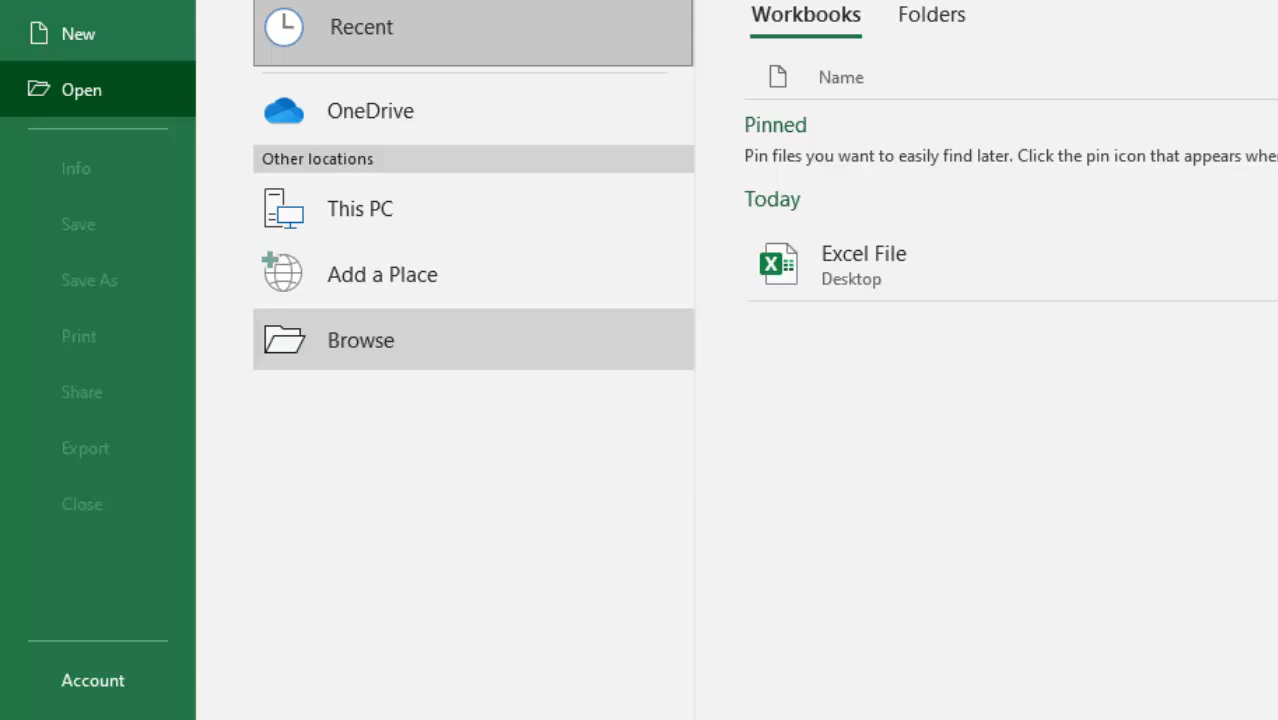 New
Open
Info
Save
Save As
Print
Share
Export
Close
Account
Recent
OneDrive
Other locations
This PC
Add a Place
Browse
Workbooks Folders
Name
Pinned
Pin files you want to easily find later. Click the pin icon that appears
Today
Excel File
Desktop